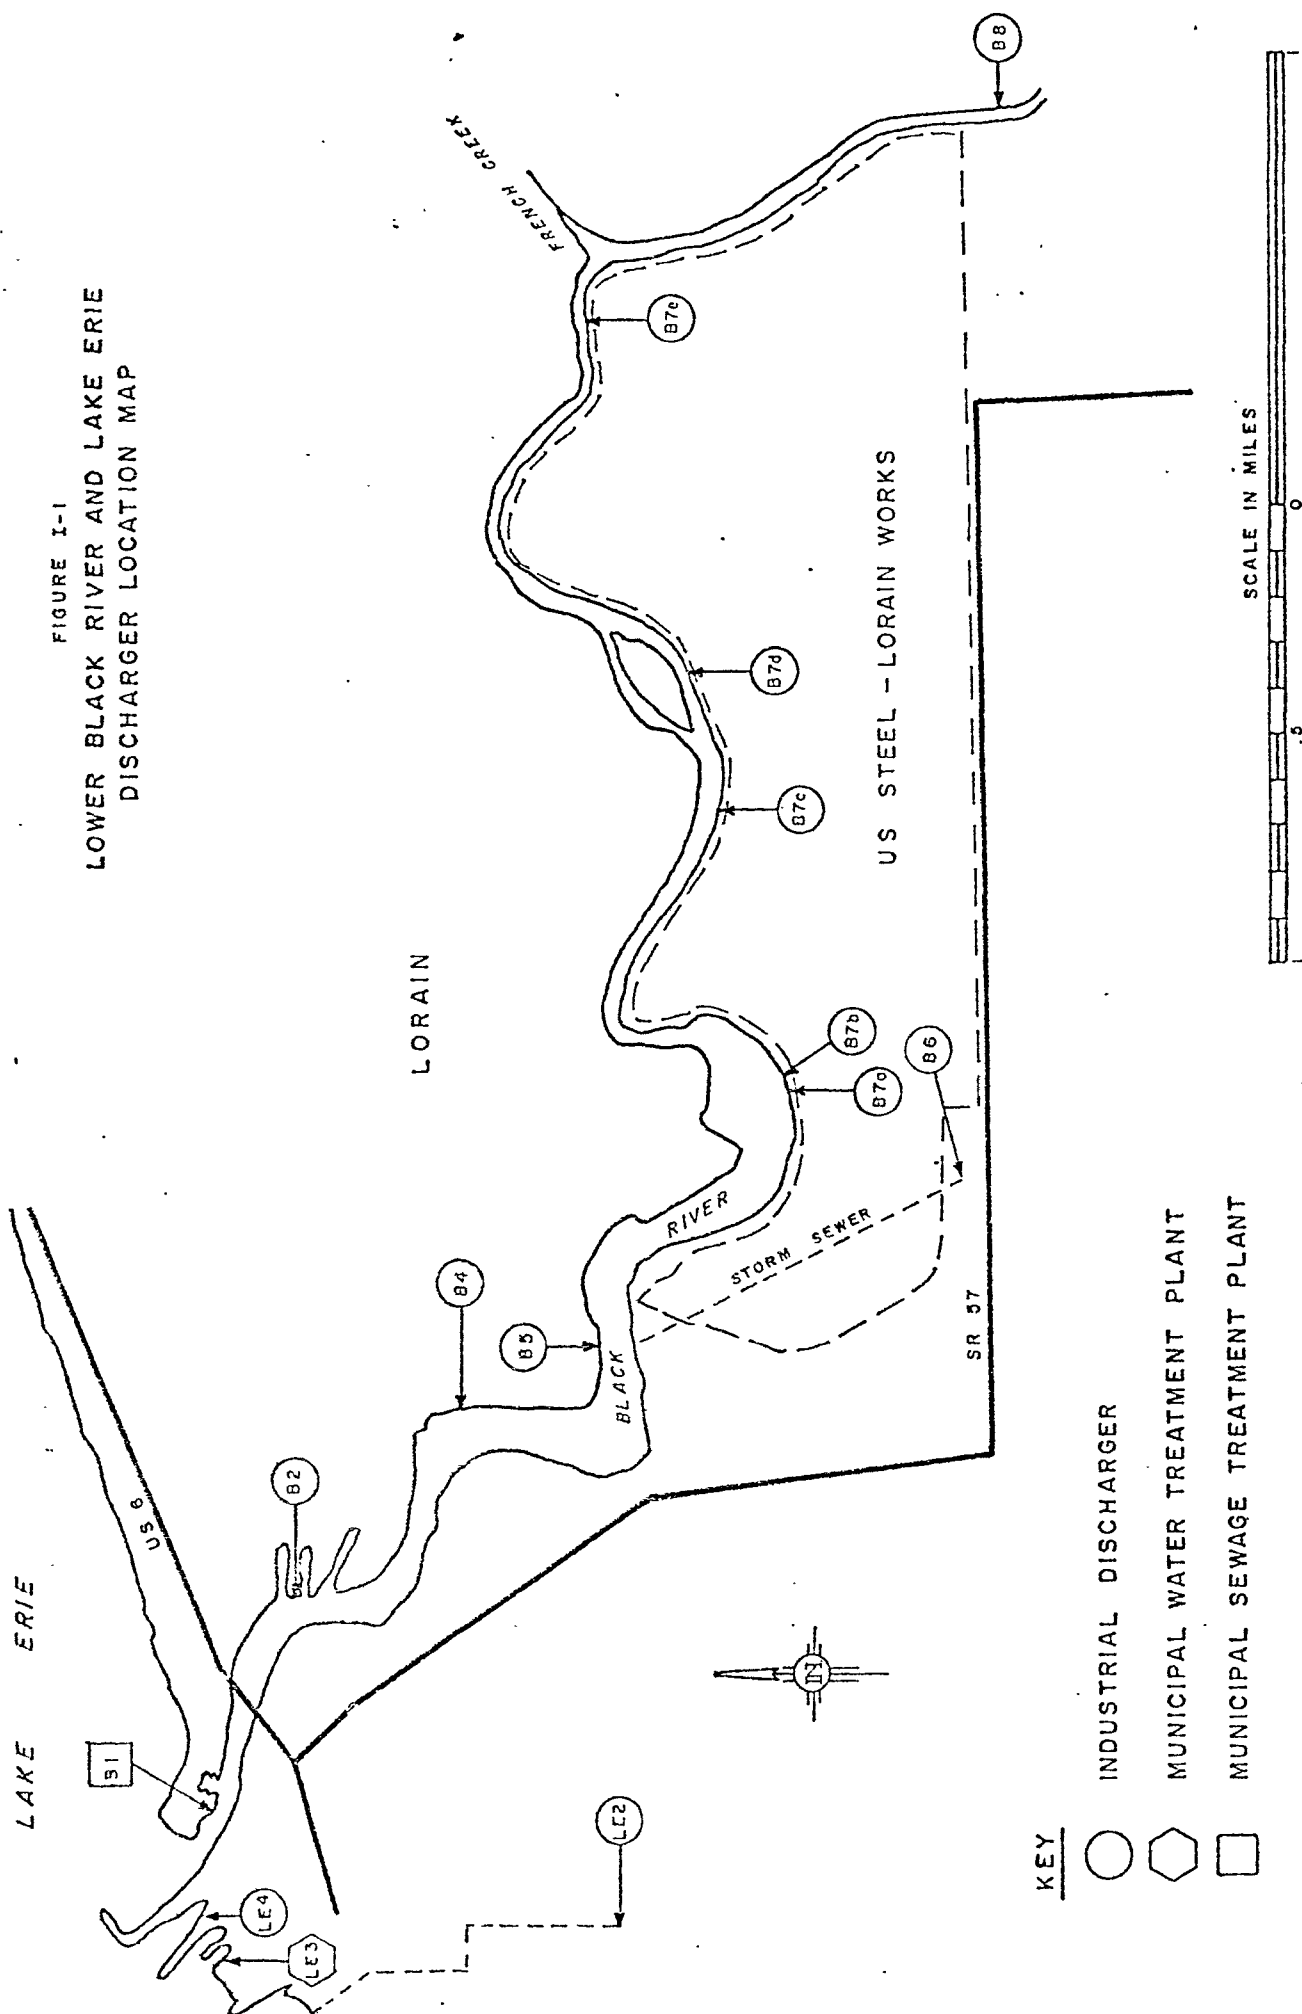 FIGURE I-1
LOWER BLACK RIVER AND LAKE ERIE
DISCHARGER LOCATION MAP
LAKE ERIE
US 6
B1
LE4
LE3
LE2
B2
B4
B5
LORAIN
BLACK RIVER
STORM SEWER
SR 57
B6
B7a
B7b
B7c
B7d
B7e
FRENCH CREEK
B8
US STEEL - LORAIN WORKS
N
KEY
INDUSTRIAL DISCHARGER
MUNICIPAL WATER TREATMENT PLANT
MUNICIPAL SEWAGE TREATMENT PLANT
SCALE IN MILES
.5
0